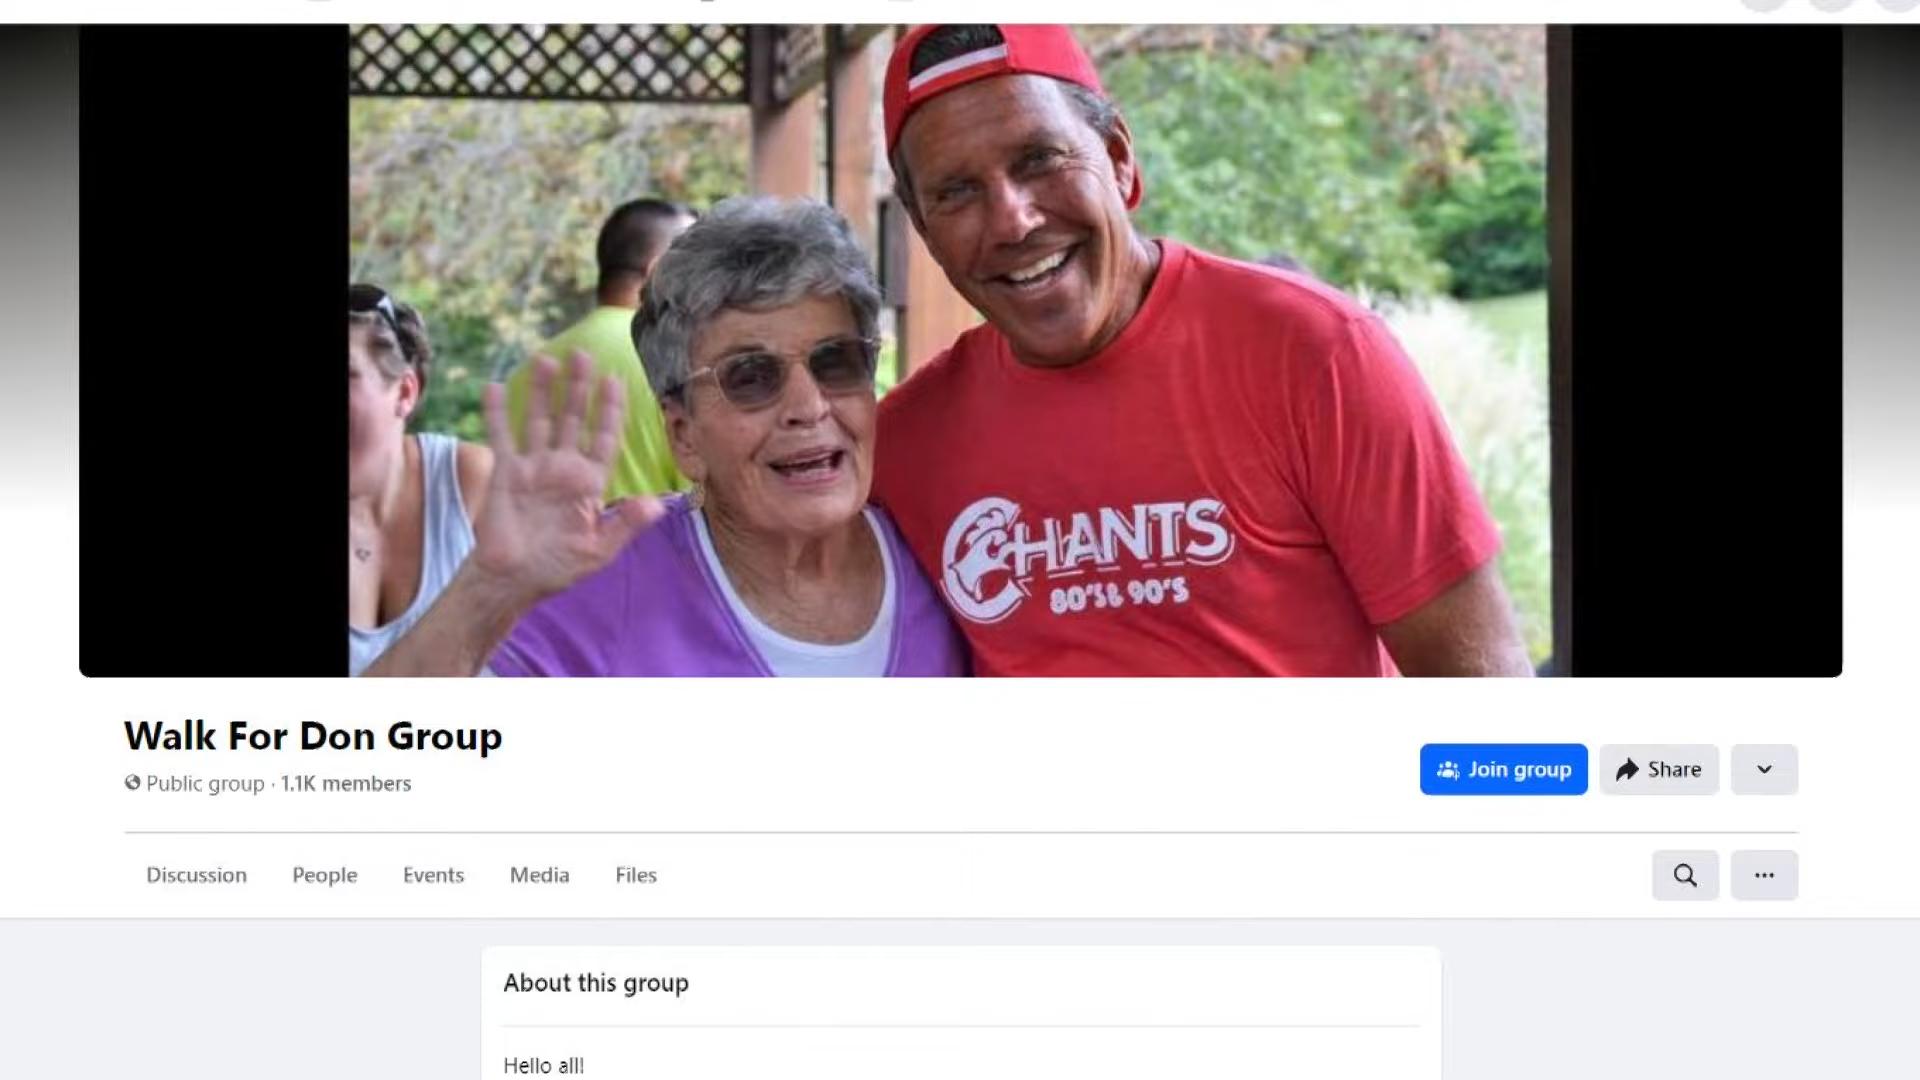 CHANTS
80'S & 90'S
Walk For Don Group
Public group · 1.1K members
Join group
Share
Discussion People Events Media Files
About this group
Hello all!